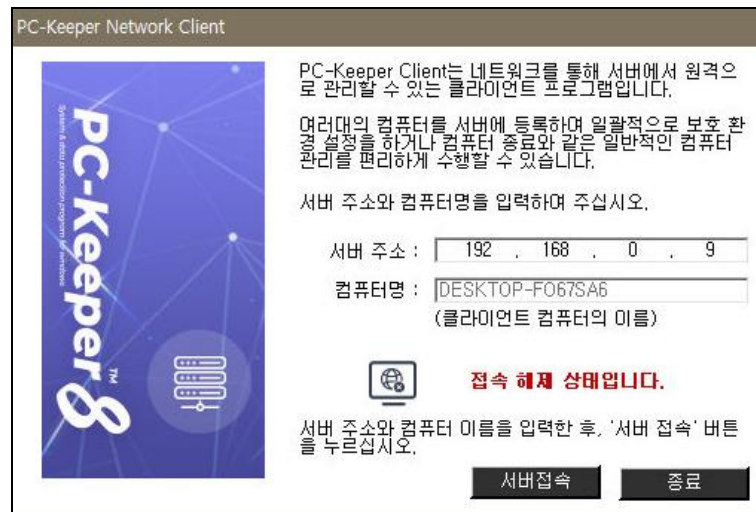 PC-Keeper Network Client
PC-Keeper Client는 네트워크를 통해 서버에서 원격으
로 관리할 수 있는 클라이언트 프로그램입니다.
여러대의 컴퓨터를 서버에 등록하여 일괄적으로 보호 환
경 설정을 하거나 컴퓨터 종료와 같은 일반적인 컴퓨터
관리를 편리하게 수행할 수 있습니다.
서버 주소와 컴퓨터명을 입력하여 주십시오.
서버 주소 : 192 . 168 . 0 . 9
컴퓨터명 : DESKTOP-FO67SA6
(클라이언트 컴퓨터의 이름)
접속 해제 상태입니다.
서버 주소와 컴퓨터 이름을 입력한 후, '서버 접속' 버튼
을 누르십시오.
서버접속 종료
PC-Keeper 8 TM
System & data protection program for windows